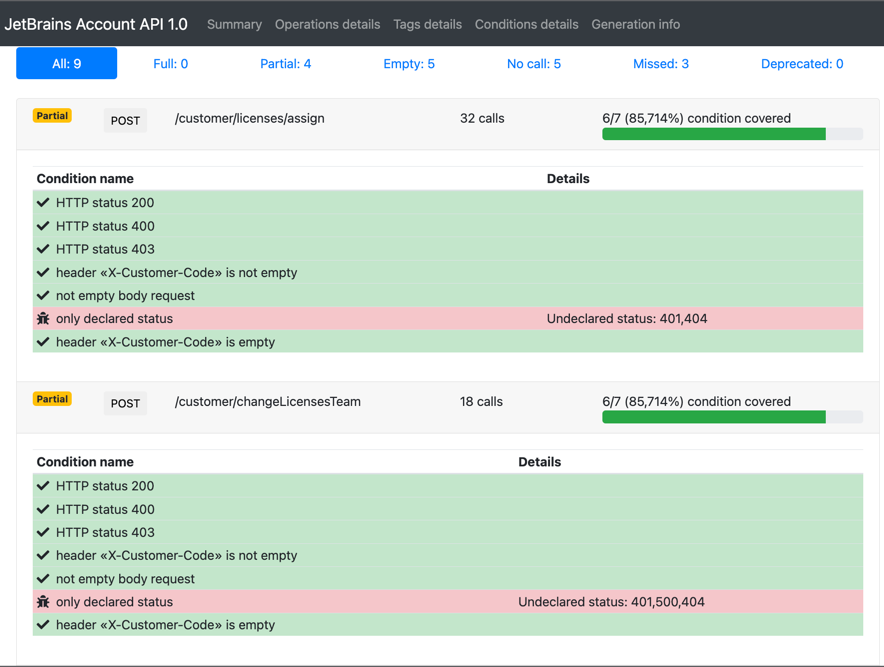 JetBrains Account API 1.0 Summary Operations details Tags details Conditions details Generation info
All: 9 Full: 0 Partial: 4 Empty: 5 No call: 5 Missed: 3 Deprecated: 0
Partial POST /customer/licenses/assign 32 calls 6/7 (85,714%) condition covered
Condition name Details
HTTP status 200
HTTP status 400
HTTP status 403
header «X-Customer-Code» is not empty
not empty body request
only declared status Undeclared status: 401,404
header «X-Customer-Code» is empty
Partial POST /customer/changeLicensesTeam 18 calls 6/7 (85,714%) condition covered
Condition name Details
HTTP status 200
HTTP status 400
HTTP status 403
header «X-Customer-Code» is not empty
not empty body request
only declared status Undeclared status: 401,500,404
header «X-Customer-Code» is empty